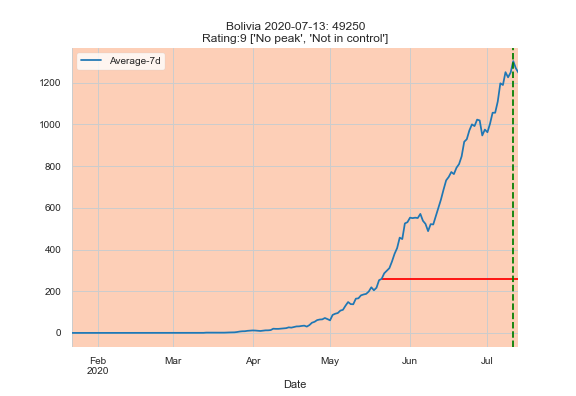 Bolivia 2020-07-13: 49250
Rating:9 ['No peak', 'Not in control']
Average-7d
1200
1000
800
600
400
200
0
Feb Mar Apr May Jun Jul
2020
Date